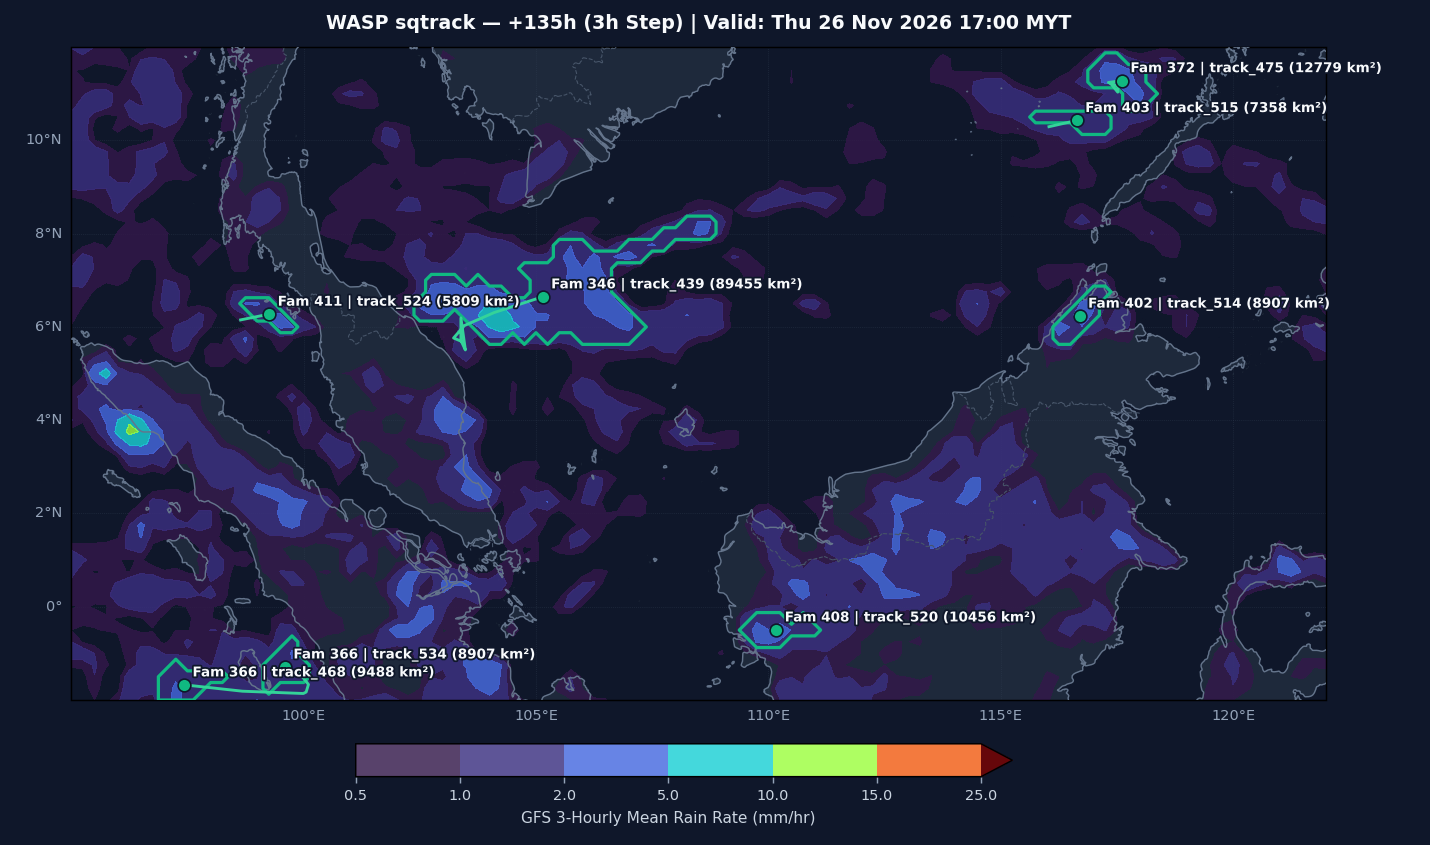 WASP sqtrack — +135h (3h Step) | Valid: Thu 26 Nov 2026 17:00 MYT
Fam 372 | track_475 (12779 km²)
Fam 403 | track_515 (7358 km²)
10°N
8°N
Fam 346 | track_439 (89455 km²)
Fam 411 | track_524 (5809 km²)
Fam 402 | track_514 (8907 km²)
6°N
4°N
2°N
0°
Fam 408 | track_520 (10456 km²)
Fam 366 | track_534 (8907 km²)
Fam 366 | track_468 (9488 km²)
100°E 105°E 110°E 115°E 120°E
0.5 1.0 2.0 5.0 10.0 15.0 25.0
GFS 3-Hourly Mean Rain Rate (mm/hr)